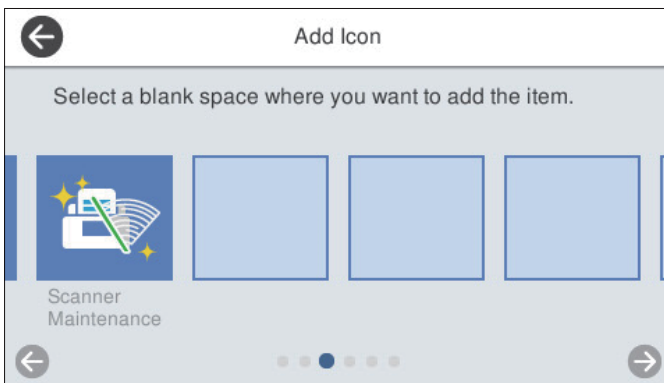 Add Icon
Select a blank space where you want to add the item.
Scanner
Maintenance